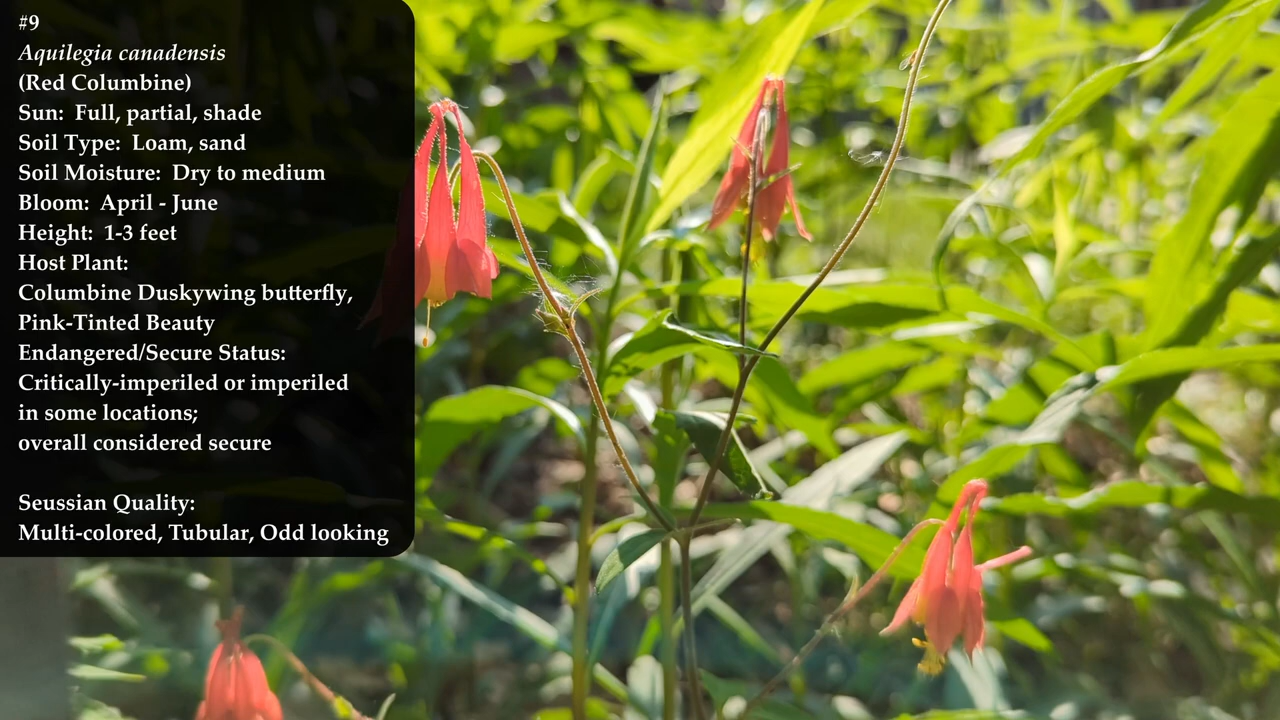 #9
Aquilegia canadensis
(Red Columbine)
Sun:  Full, partial, shade
Soil Type:  Loam, sand
Soil Moisture:  Dry to medium
Bloom:  April - June
Height:  1-3 feet
Host Plant:
Columbine Duskywing butterfly,
Pink-Tinted Beauty
Endangered/Secure Status:
Critically-imperiled or imperiled
in some locations;
overall considered secure
Seussian Quality:
Multi-colored, Tubular, Odd looking